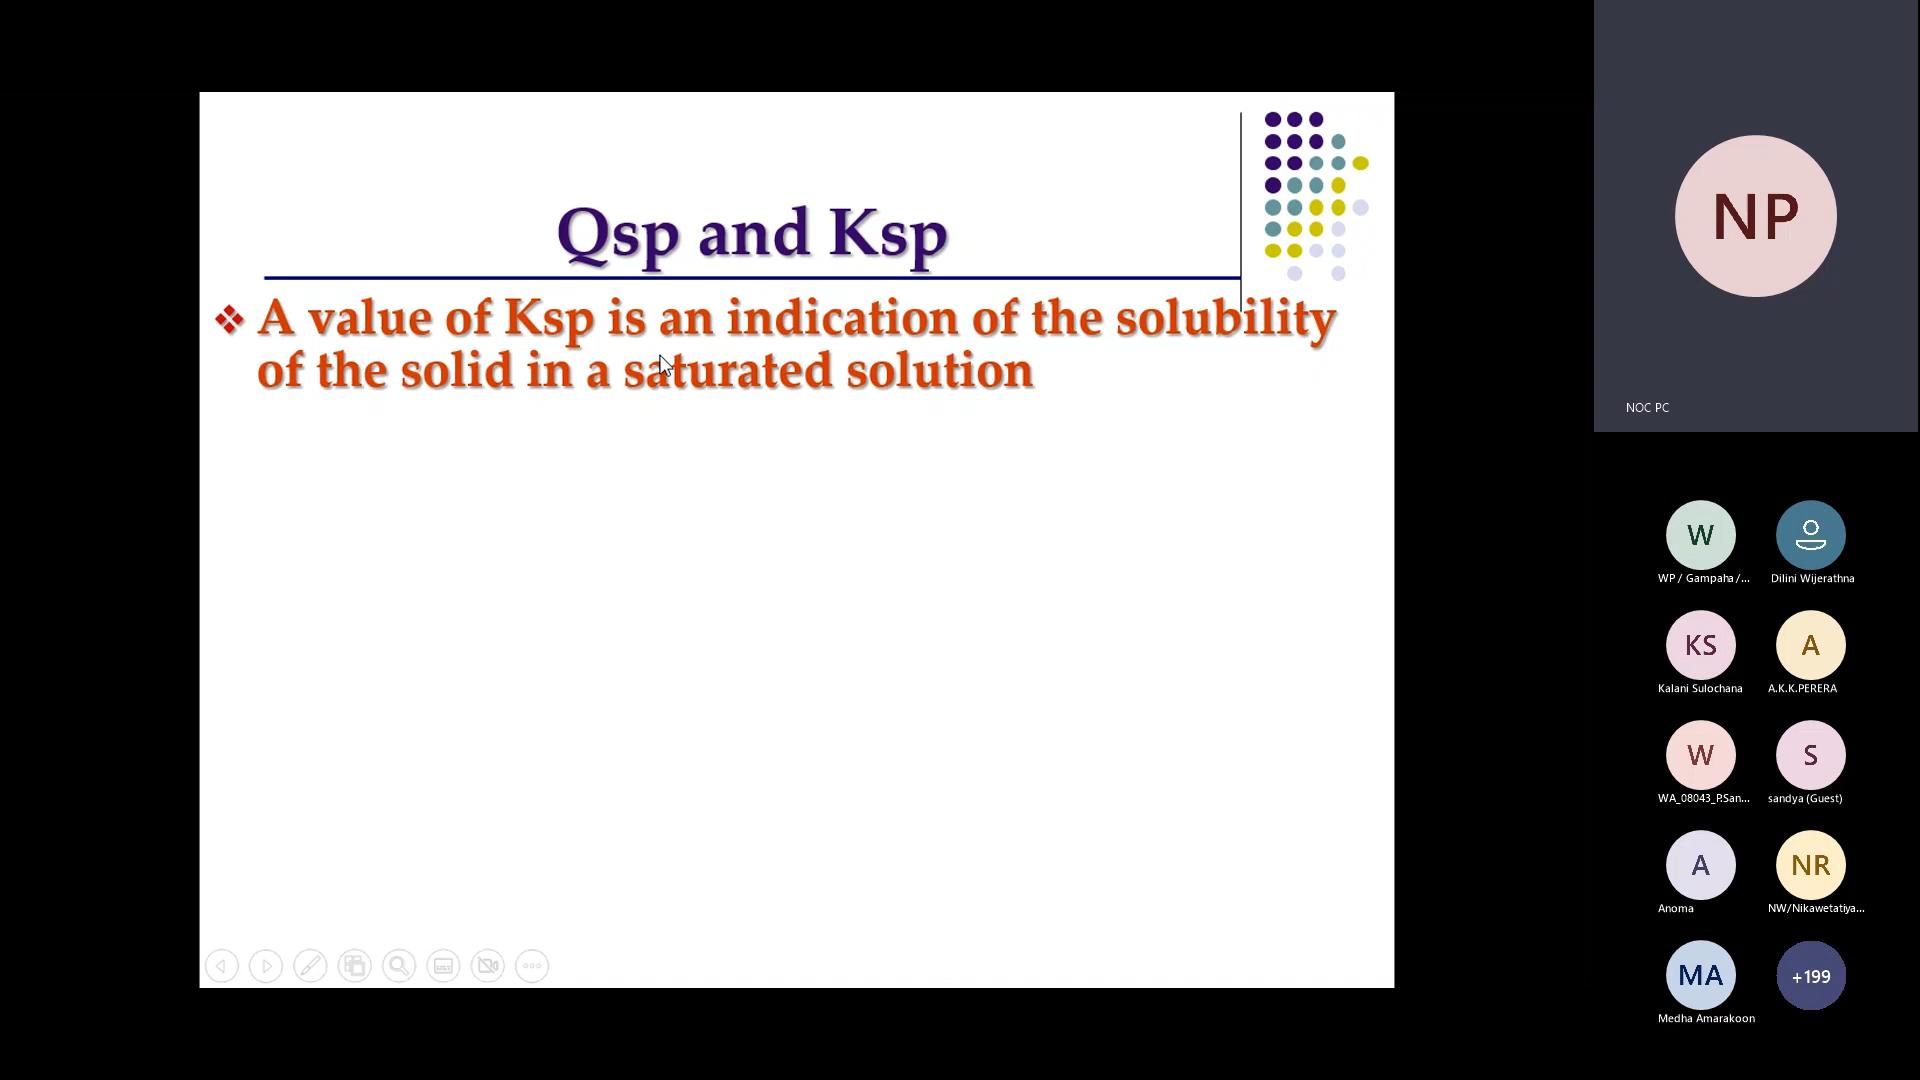 Qsp and Ksp
A value of Ksp is an indication of the solubility
of the solid in a saturated solution
NP
NOC PC
W
WP / Gampaha /...
Dilini Wijerathna
KS
Kalani Sulochana
A
A.K.K.PERERA
W
WA_08043_P.San...
S
sandya (Guest)
A
Anoma
NR
NW/Nikawetatiya...
MA
Medha Amarakoon
+199